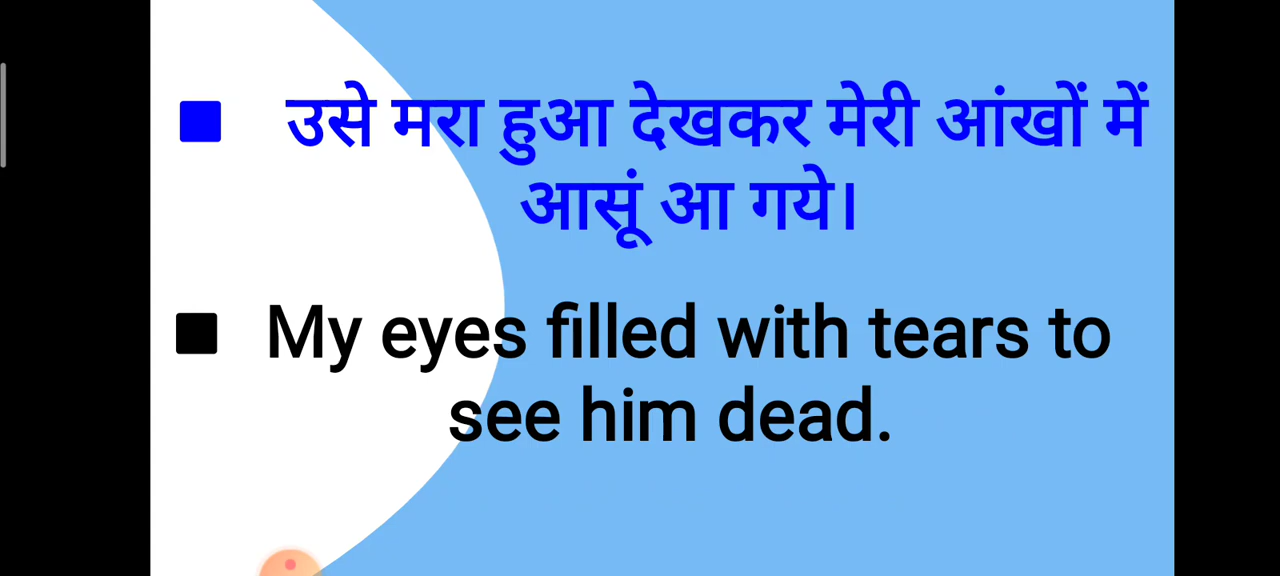 ■ उसे मरा हुआ देखकर मेरी आंखों में
आसूं आ गये।
■ My eyes filled with tears to
see him dead.